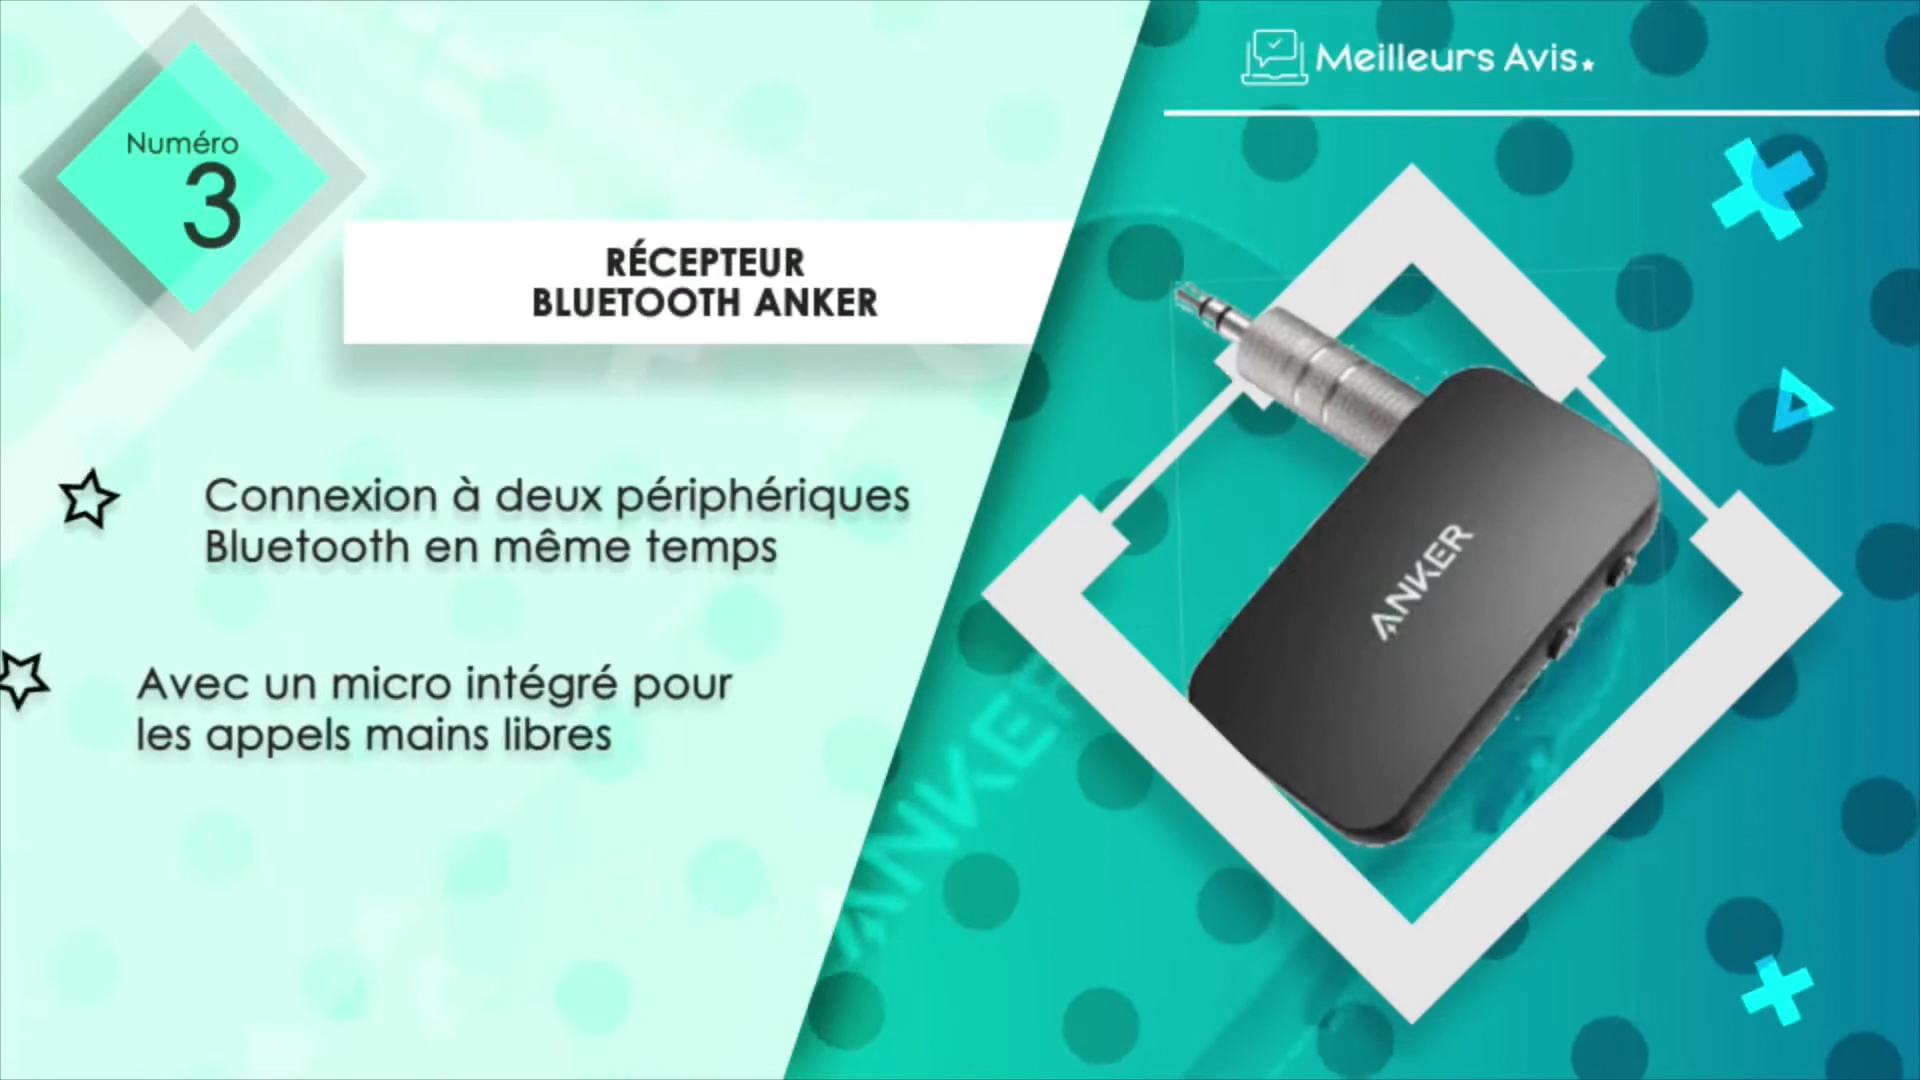 Numéro
3
Meilleurs Avis
RÉCEPTEUR
BLUETOOTH ANKER
Connexion à deux périphériques
Bluetooth en même temps
Avec un micro intégré pour
les appels mains libres
ANKER
ANKER